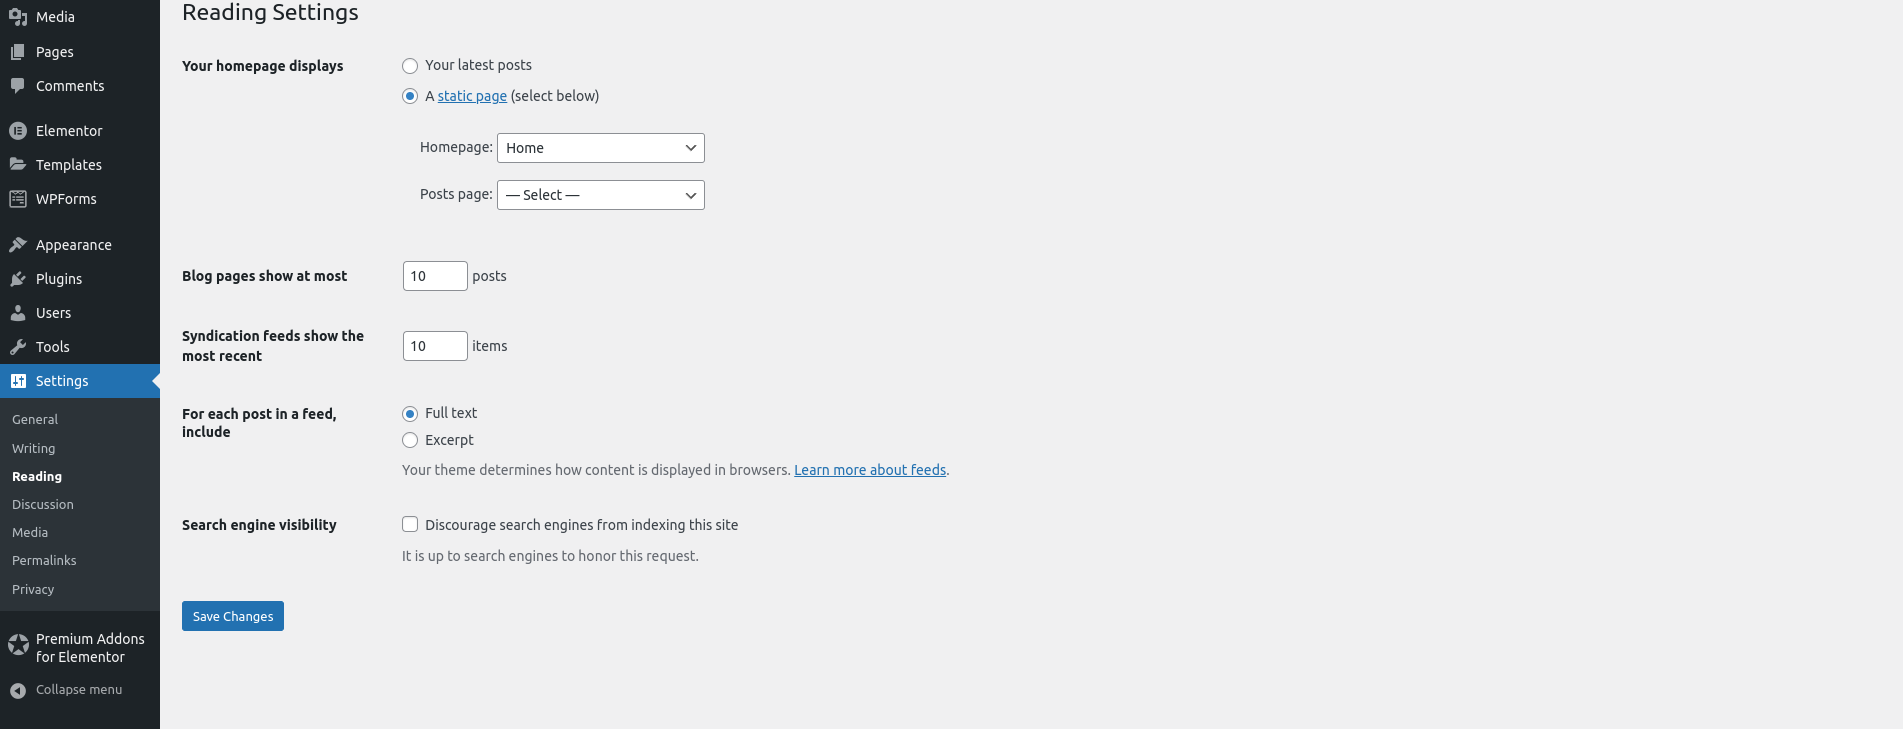 Media
Pages
Comments
Elementor
Templates
WPForms
Appearance
Plugins
Users
Tools
Settings
General
Writing
Reading
Discussion
Media
Permalinks
Privacy
Premium Addons
for Elementor
Collapse menu
Reading Settings
Your homepage displays
Your latest posts
A static page (select below)
Homepage: Home
Posts page: — Select —
Blog pages show at most
10 posts
Syndication feeds show the
most recent
10 items
For each post in a feed,
include
Full text
Excerpt
Your theme determines how content is displayed in browsers. Learn more about feeds.
Search engine visibility
Discourage search engines from indexing this site
It is up to search engines to honor this request.
Save Changes